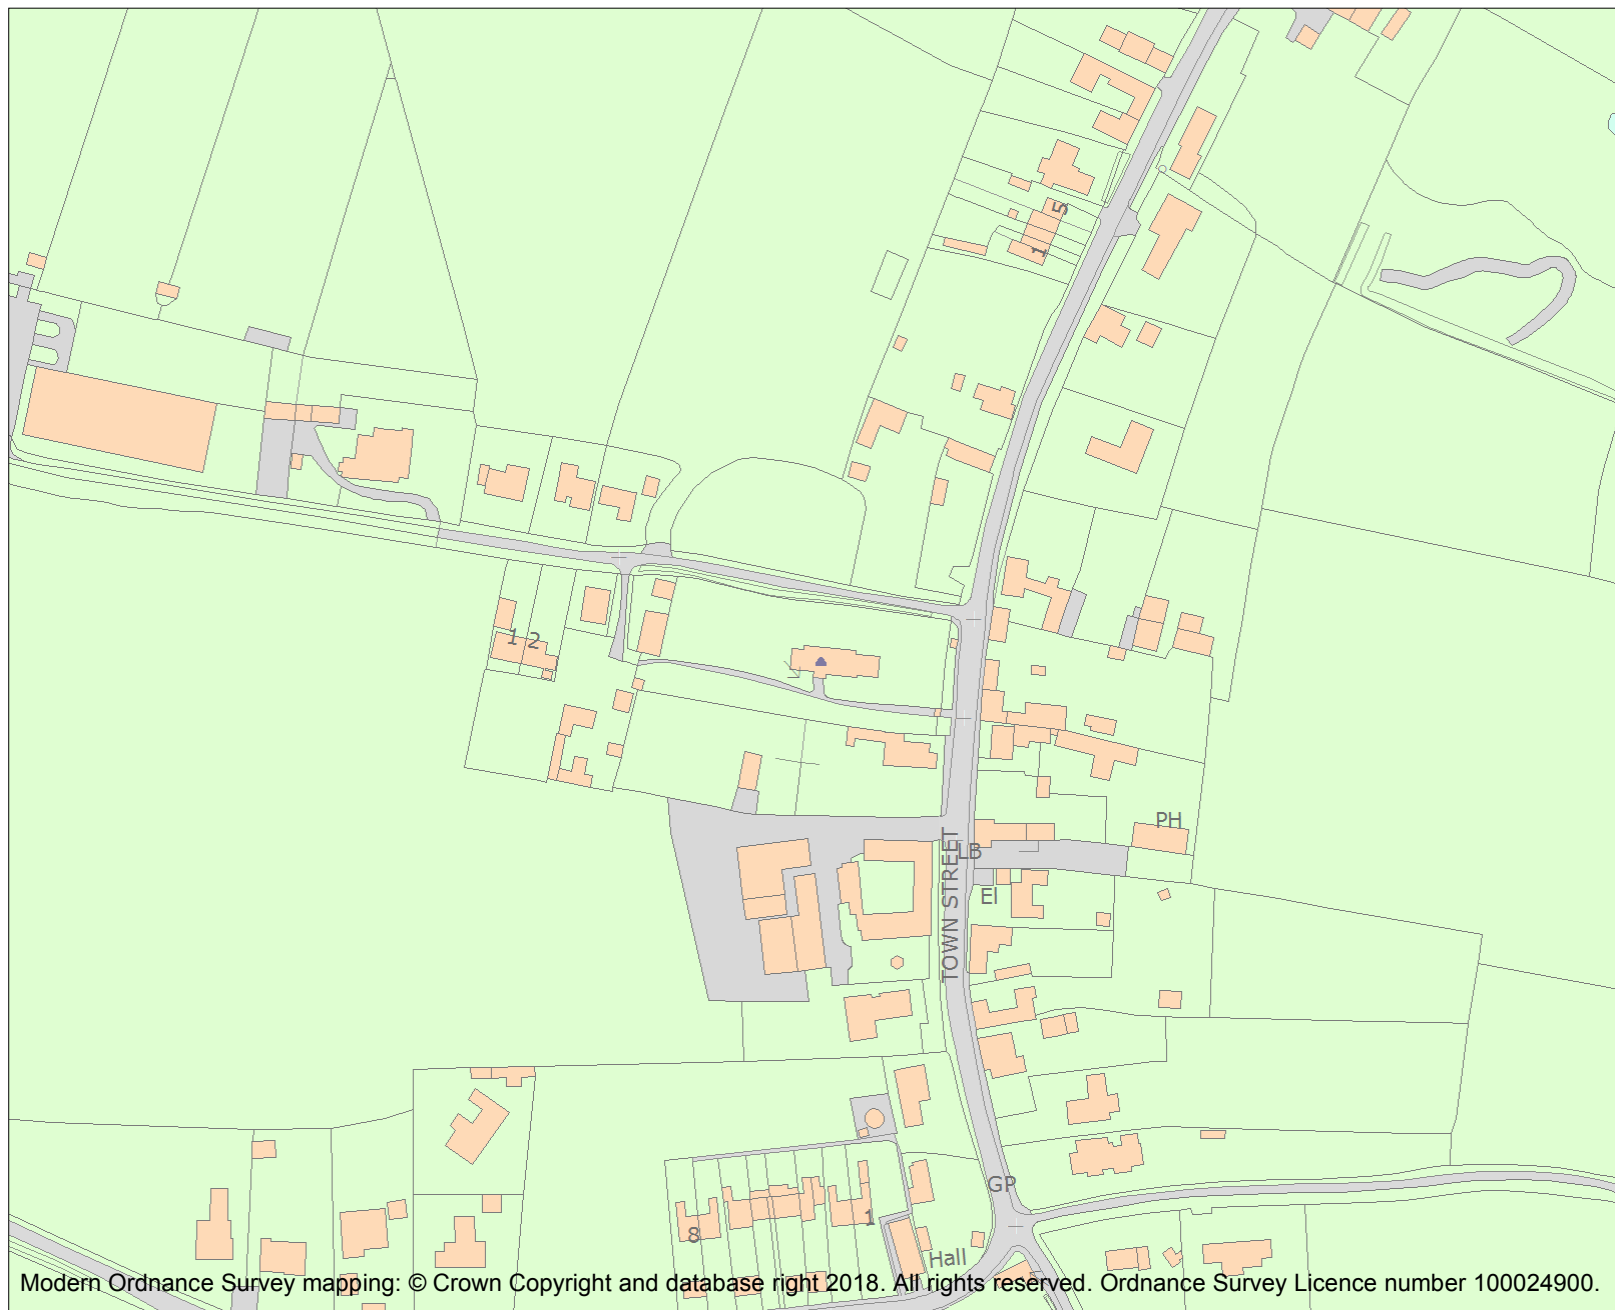 5
1
1 2
PH
LB
El
TOWN STREET
GP
1
8
Hall
Modern Ordnance Survey mapping: © Crown Copyright and database right 2018. All rights reserved. Ordnance Survey Licence number 100024900.